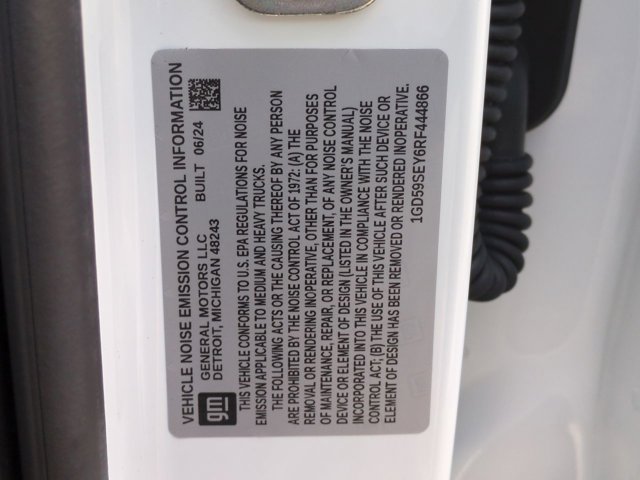 VEHICLE NOISE EMISSION CONTROL INFORMATION
GENERAL MOTORS LLC
DETROIT, MICHIGAN 48243
BUILT 06/24
gm
THIS VEHICLE CONFORMS TO U.S. EPA REGULATIONS FOR NOISE
EMISSION APPLICABLE TO MEDIUM AND HEAVY TRUCKS.
THE FOLLOWING ACTS OR THE CAUSING THEREOF BY ANY PERSON
ARE PROHIBITED BY THE NOISE CONTROL ACT OF 1972: (A) THE
REMOVAL OR RENDERING INOPERATIVE, OTHER THAN FOR PURPOSES
OF MAINTENANCE, REPAIR, OR REPLACEMENT, OF ANY NOISE CONTROL
DEVICE OR ELEMENT OF DESIGN (LISTED IN THE OWNER'S MANUAL)
INCORPORATED INTO THIS VEHICLE IN COMPLIANCE WITH THE NOISE
CONTROL ACT; (B) THE USE OF THIS VEHICLE AFTER SUCH DEVICE OR
ELEMENT OF DESIGN HAS BEEN REMOVED OR RENDERED INOPERATIVE.
1GD59SEY6RF444866